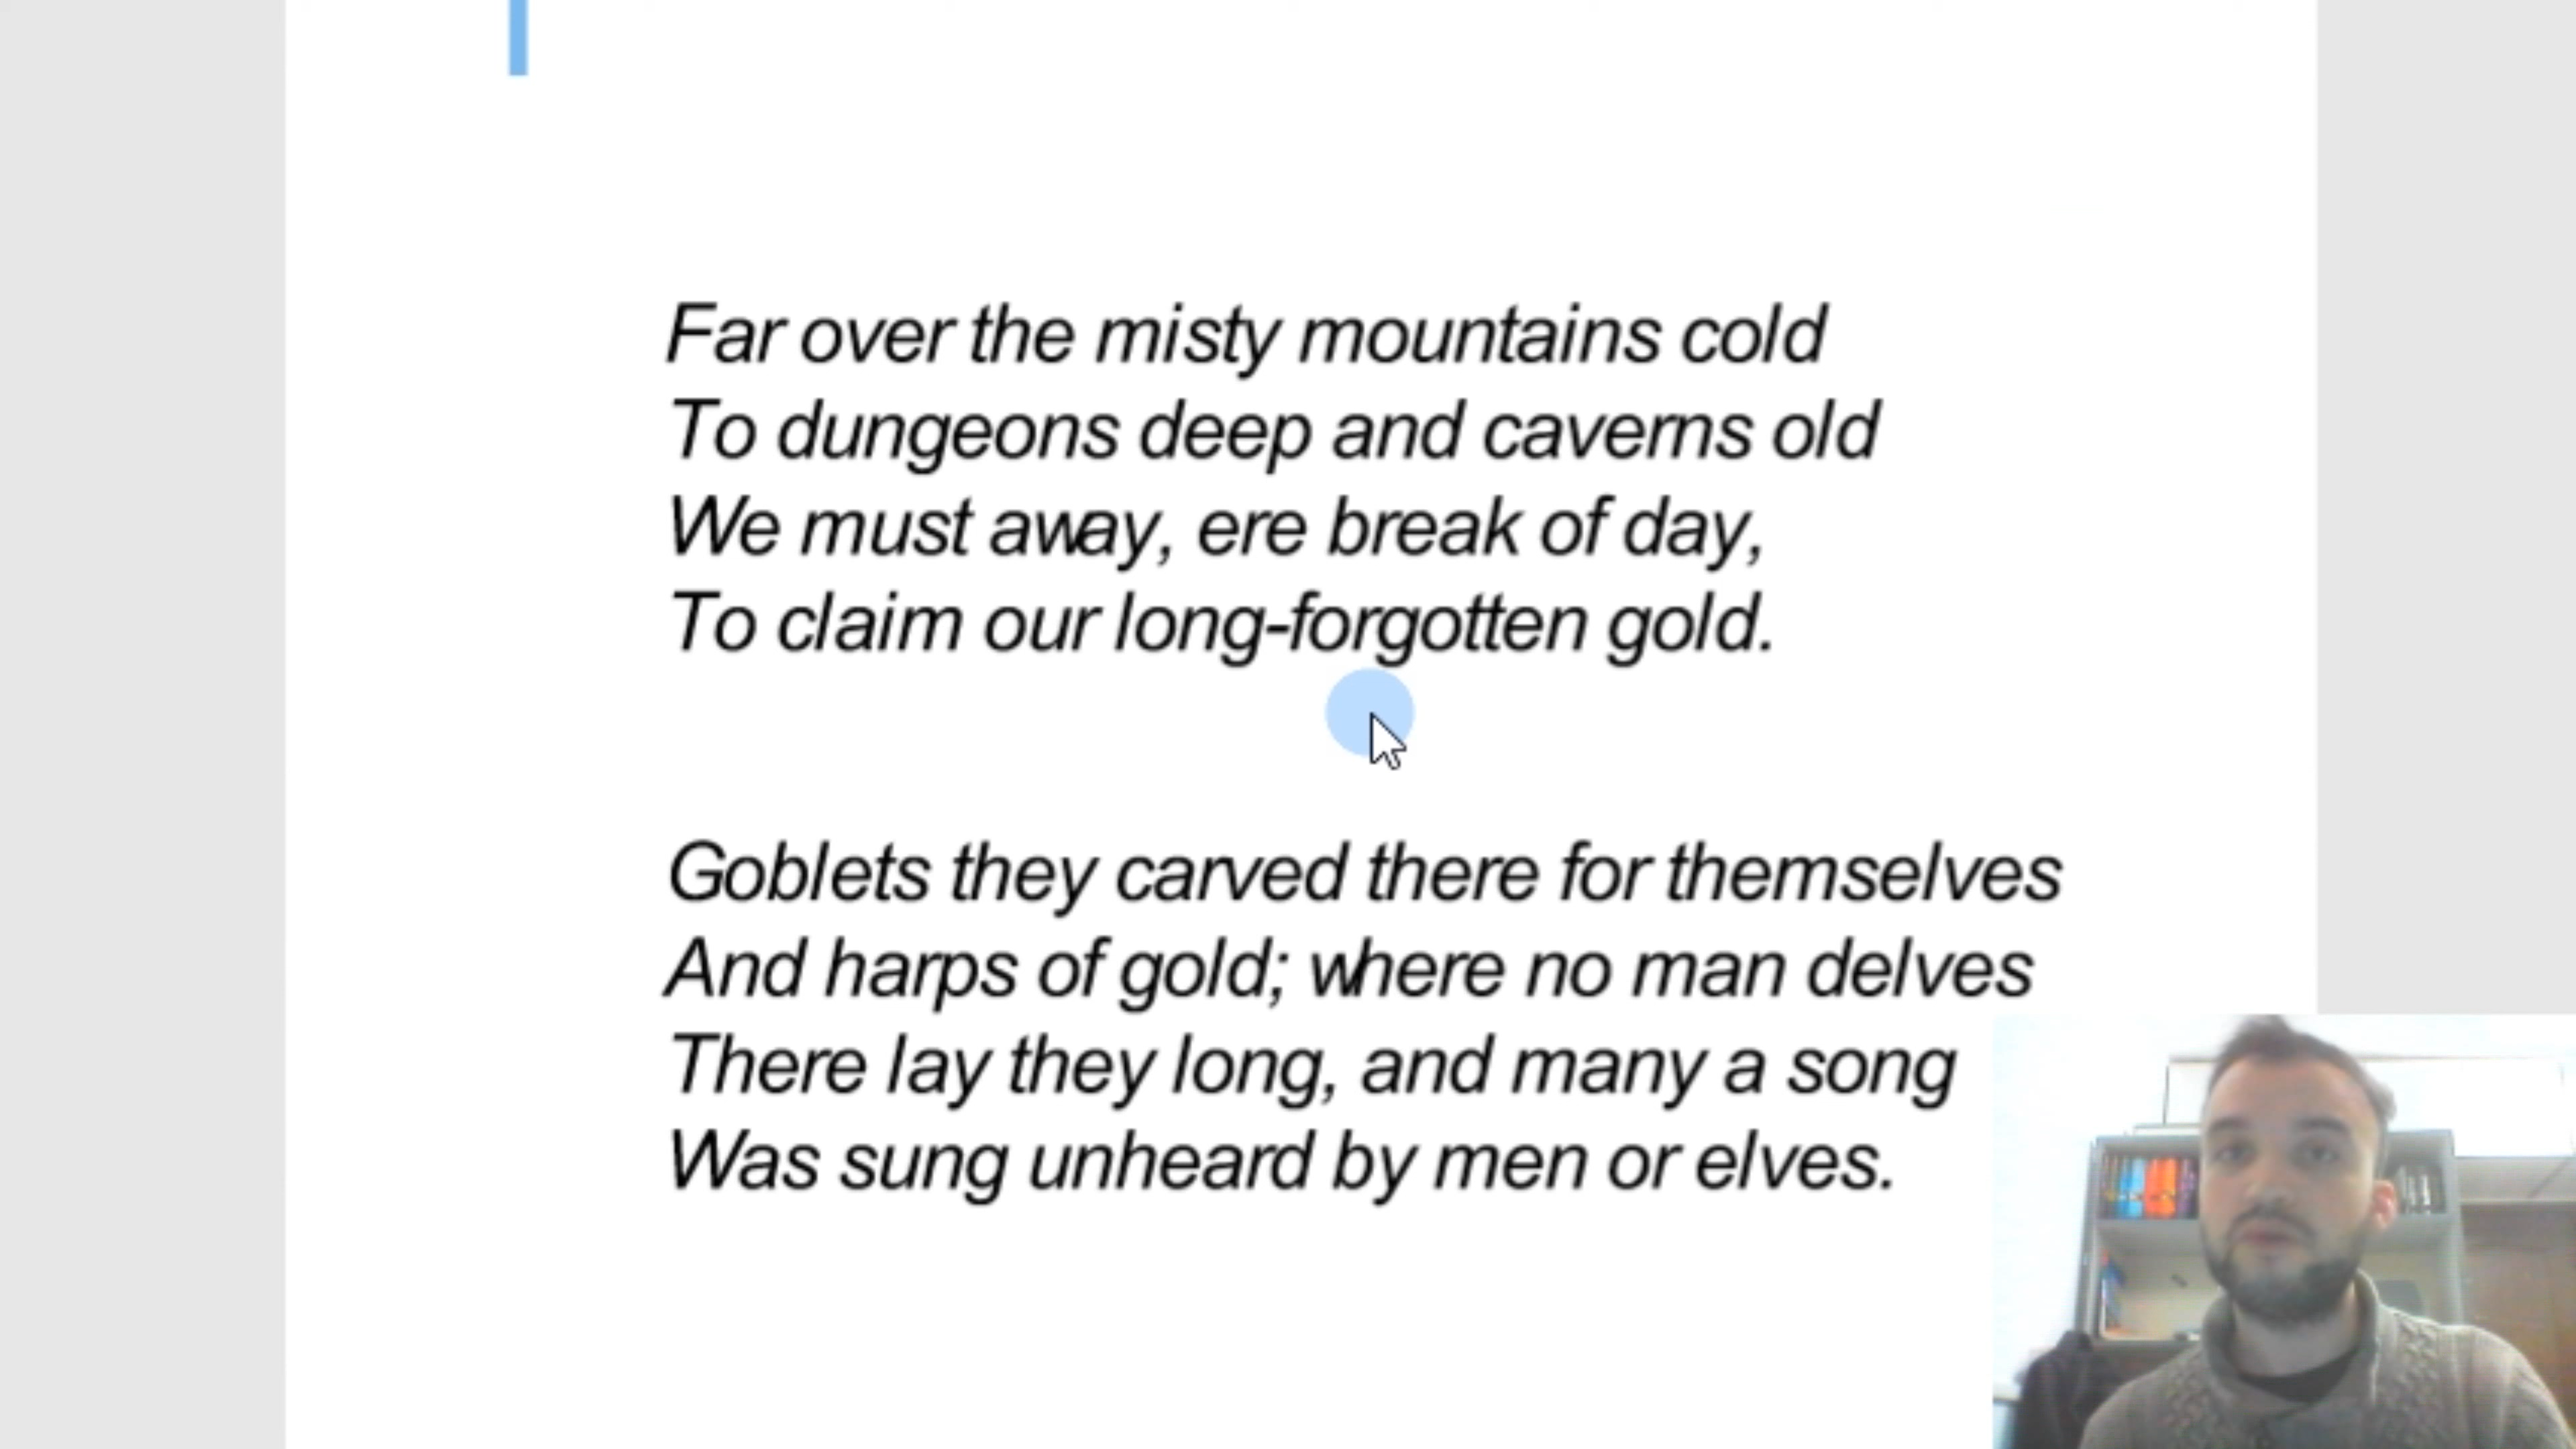 Far over the misty mountains cold
To dungeons deep and caverns old
We must away, ere break of day,
To claim our long-forgotten gold.
Goblets they carved there for themselves
And harps of gold; where no man delves
There lay they long, and many a song
Was sung unheard by men or elves.